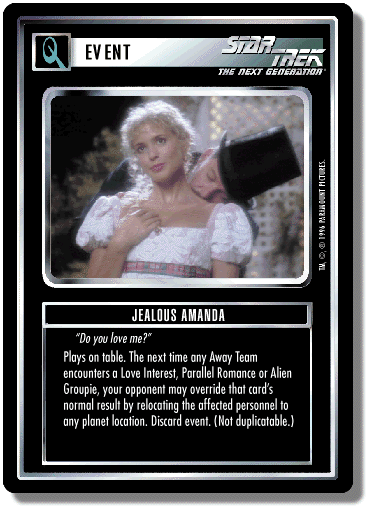 EVENT
STAR TREK
THE NEXT GENERATION
TM, ©, ® 1996 PARAMOUNT PICTURES.
JEALOUS AMANDA
"Do you love me?"
Plays on table. The next time any Away Team
encounters a Love Interest, Parallel Romance or Alien
Groupie, your opponent may override that card's
normal result by relocating the affected personnel to
any planet location. Discard event. (Not duplicatable.)